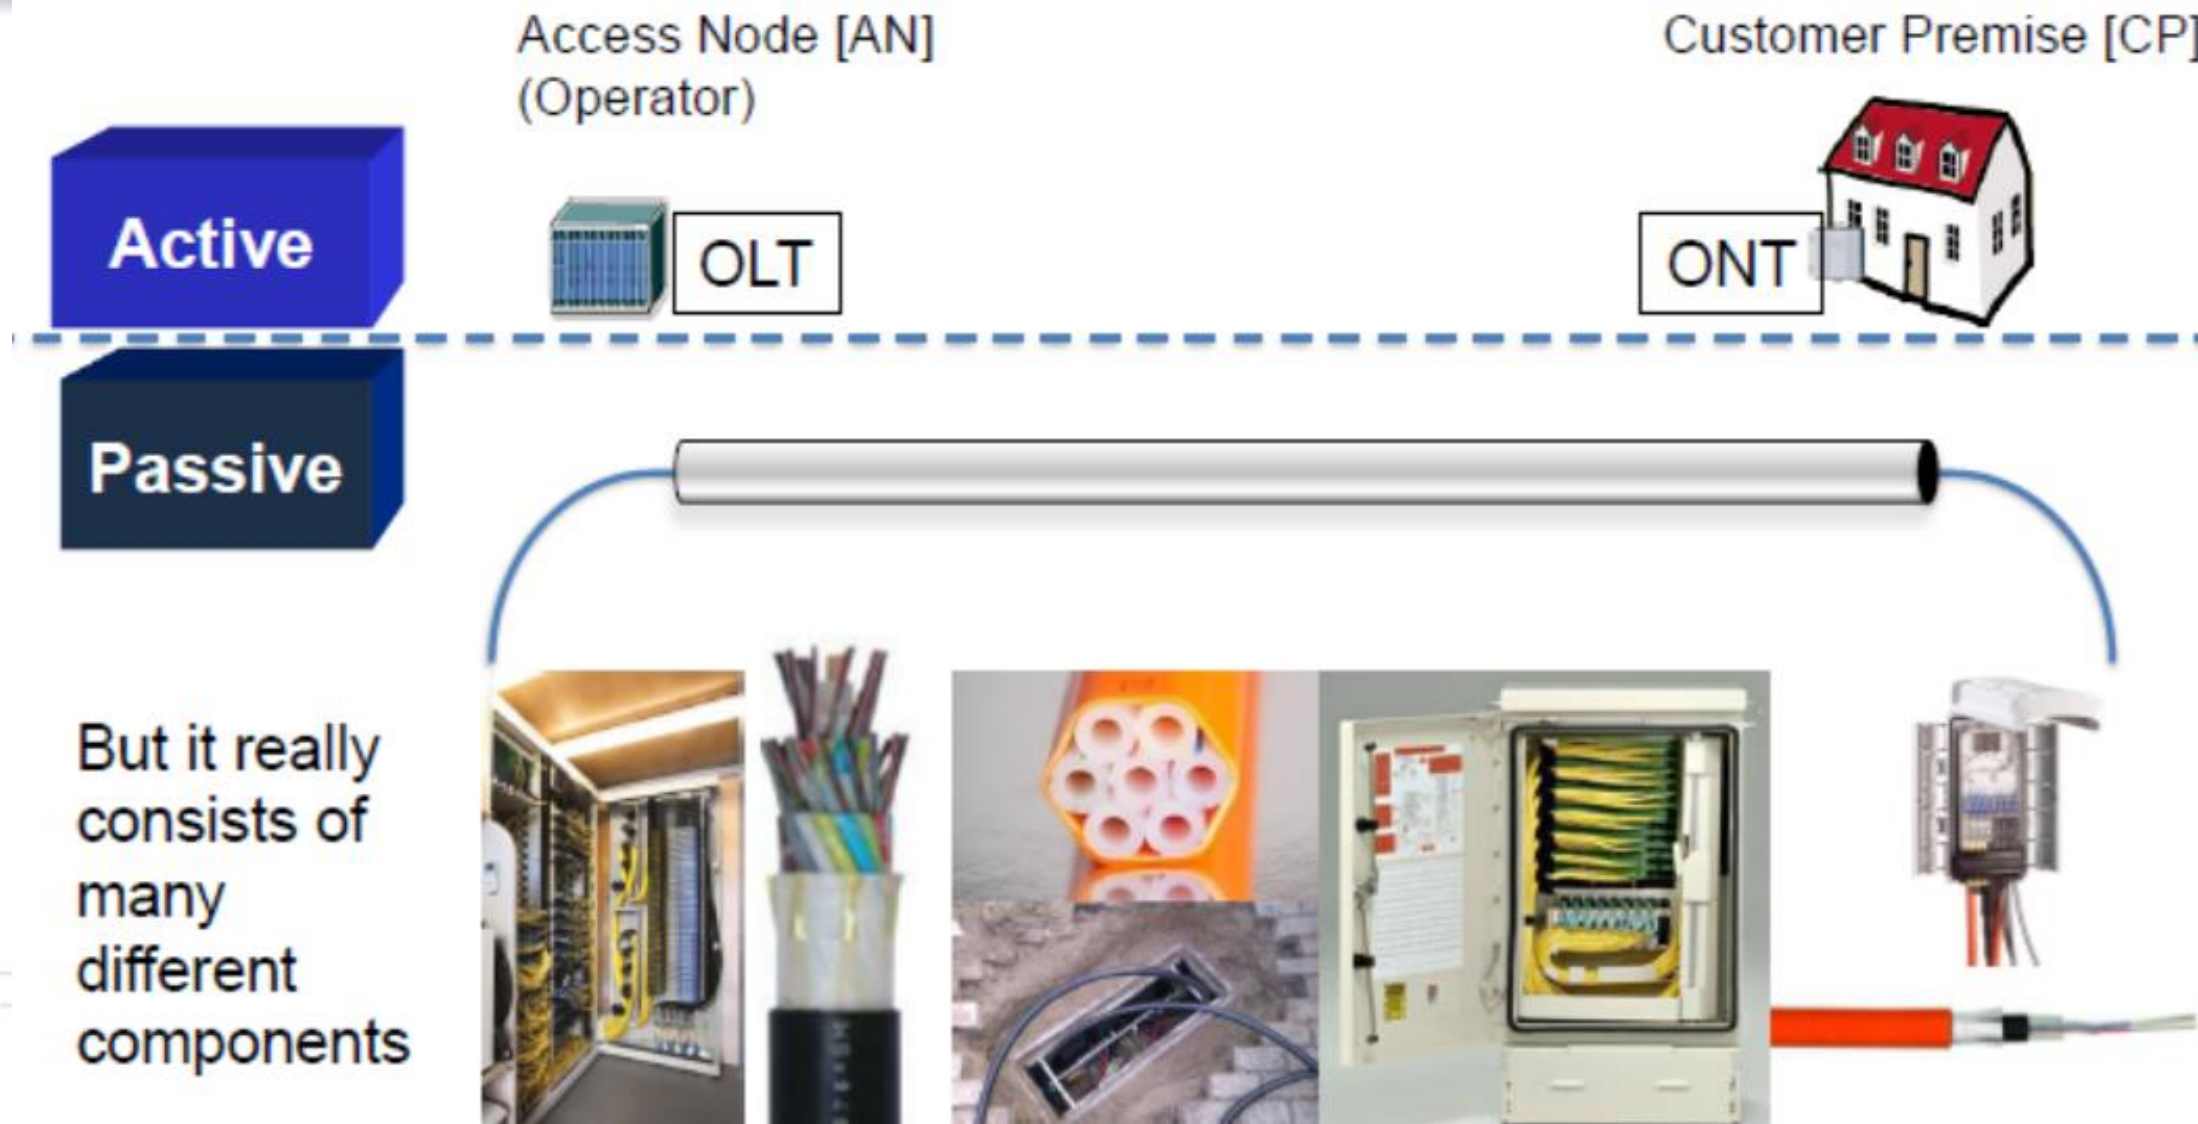 Access Node [AN]
(Operator)
Customer Premise [CP]
Active
OLT
ONT
Passive
But it really
consists of
many
different
components